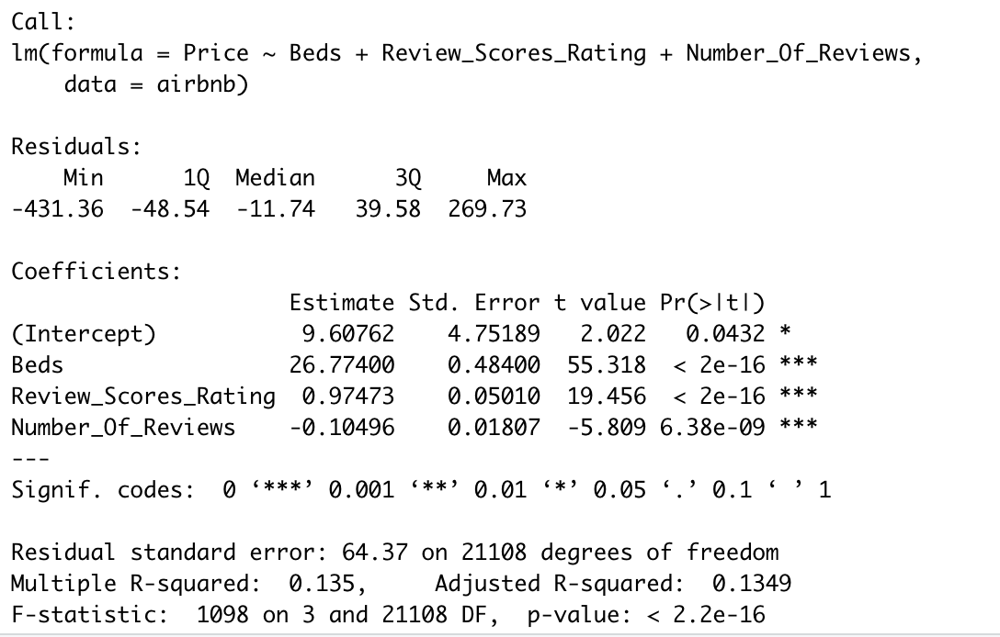 Call:
lm(formula = Price ~ Beds + Review_Scores_Rating + Number_Of_Reviews,
    data = airbnb)

Residuals:
    Min      1Q  Median      3Q     Max
-431.36  -48.54  -11.74   39.58  269.73

Coefficients:
                     Estimate Std. Error t value Pr(>|t|)
(Intercept)           9.60762    4.75189   2.022   0.0432 *
Beds                 26.77400    0.48400  55.318  < 2e-16 ***
Review_Scores_Rating  0.97473    0.05010  19.456  < 2e-16 ***
Number_Of_Reviews    -0.10496    0.01807  -5.809 6.38e-09 ***
---
Signif. codes:  0 ‘***’ 0.001 ‘**’ 0.01 ‘*’ 0.05 ‘.’ 0.1 ‘ ’ 1

Residual standard error: 64.37 on 21108 degrees of freedom
Multiple R-squared:  0.135,	Adjusted R-squared:  0.1349
F-statistic:  1098 on 3 and 21108 DF,  p-value: < 2.2e-16